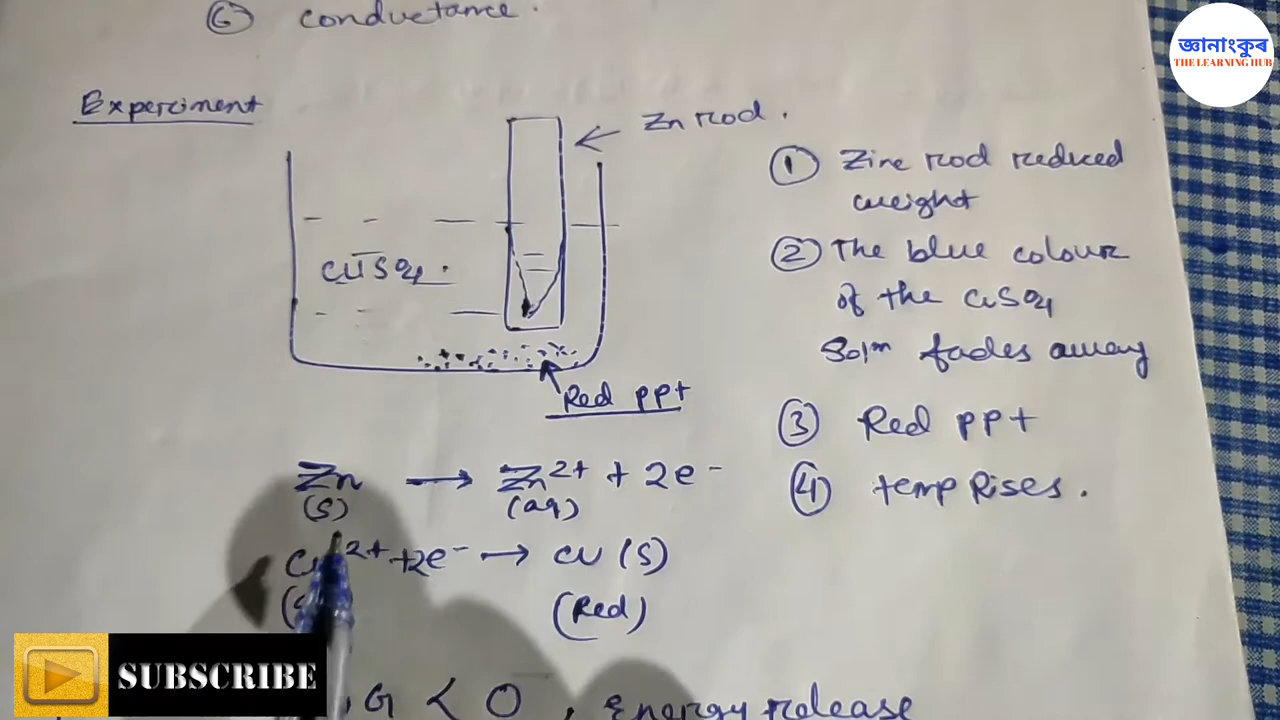 ⑥ conductance.
জ্ঞানাংকুৰ
THE LEARNING HUB
Experiment
Zn rod.
CuSO4.
Red ppt
① Zinc rod reduced
weight
② The blue colour
of the CuSO4
Solⁿ fades away
③ Red ppt
④ temp Rises.
Zn → Zn²⁺ + 2e⁻
(s) (aq)
²⁺ + 2e⁻ → Cu (s)
(Red)
G < 0, Energy release
SUBSCRIBE